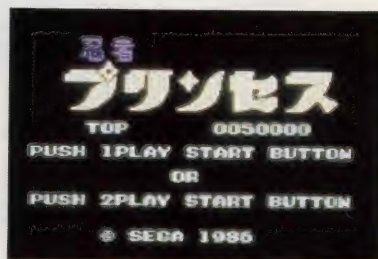 忍者
プリンセス
TOP 0050000
PUSH 1PLAY START BUTTON
OR
PUSH 2PLAY START BUTTON
© SEGA 1986